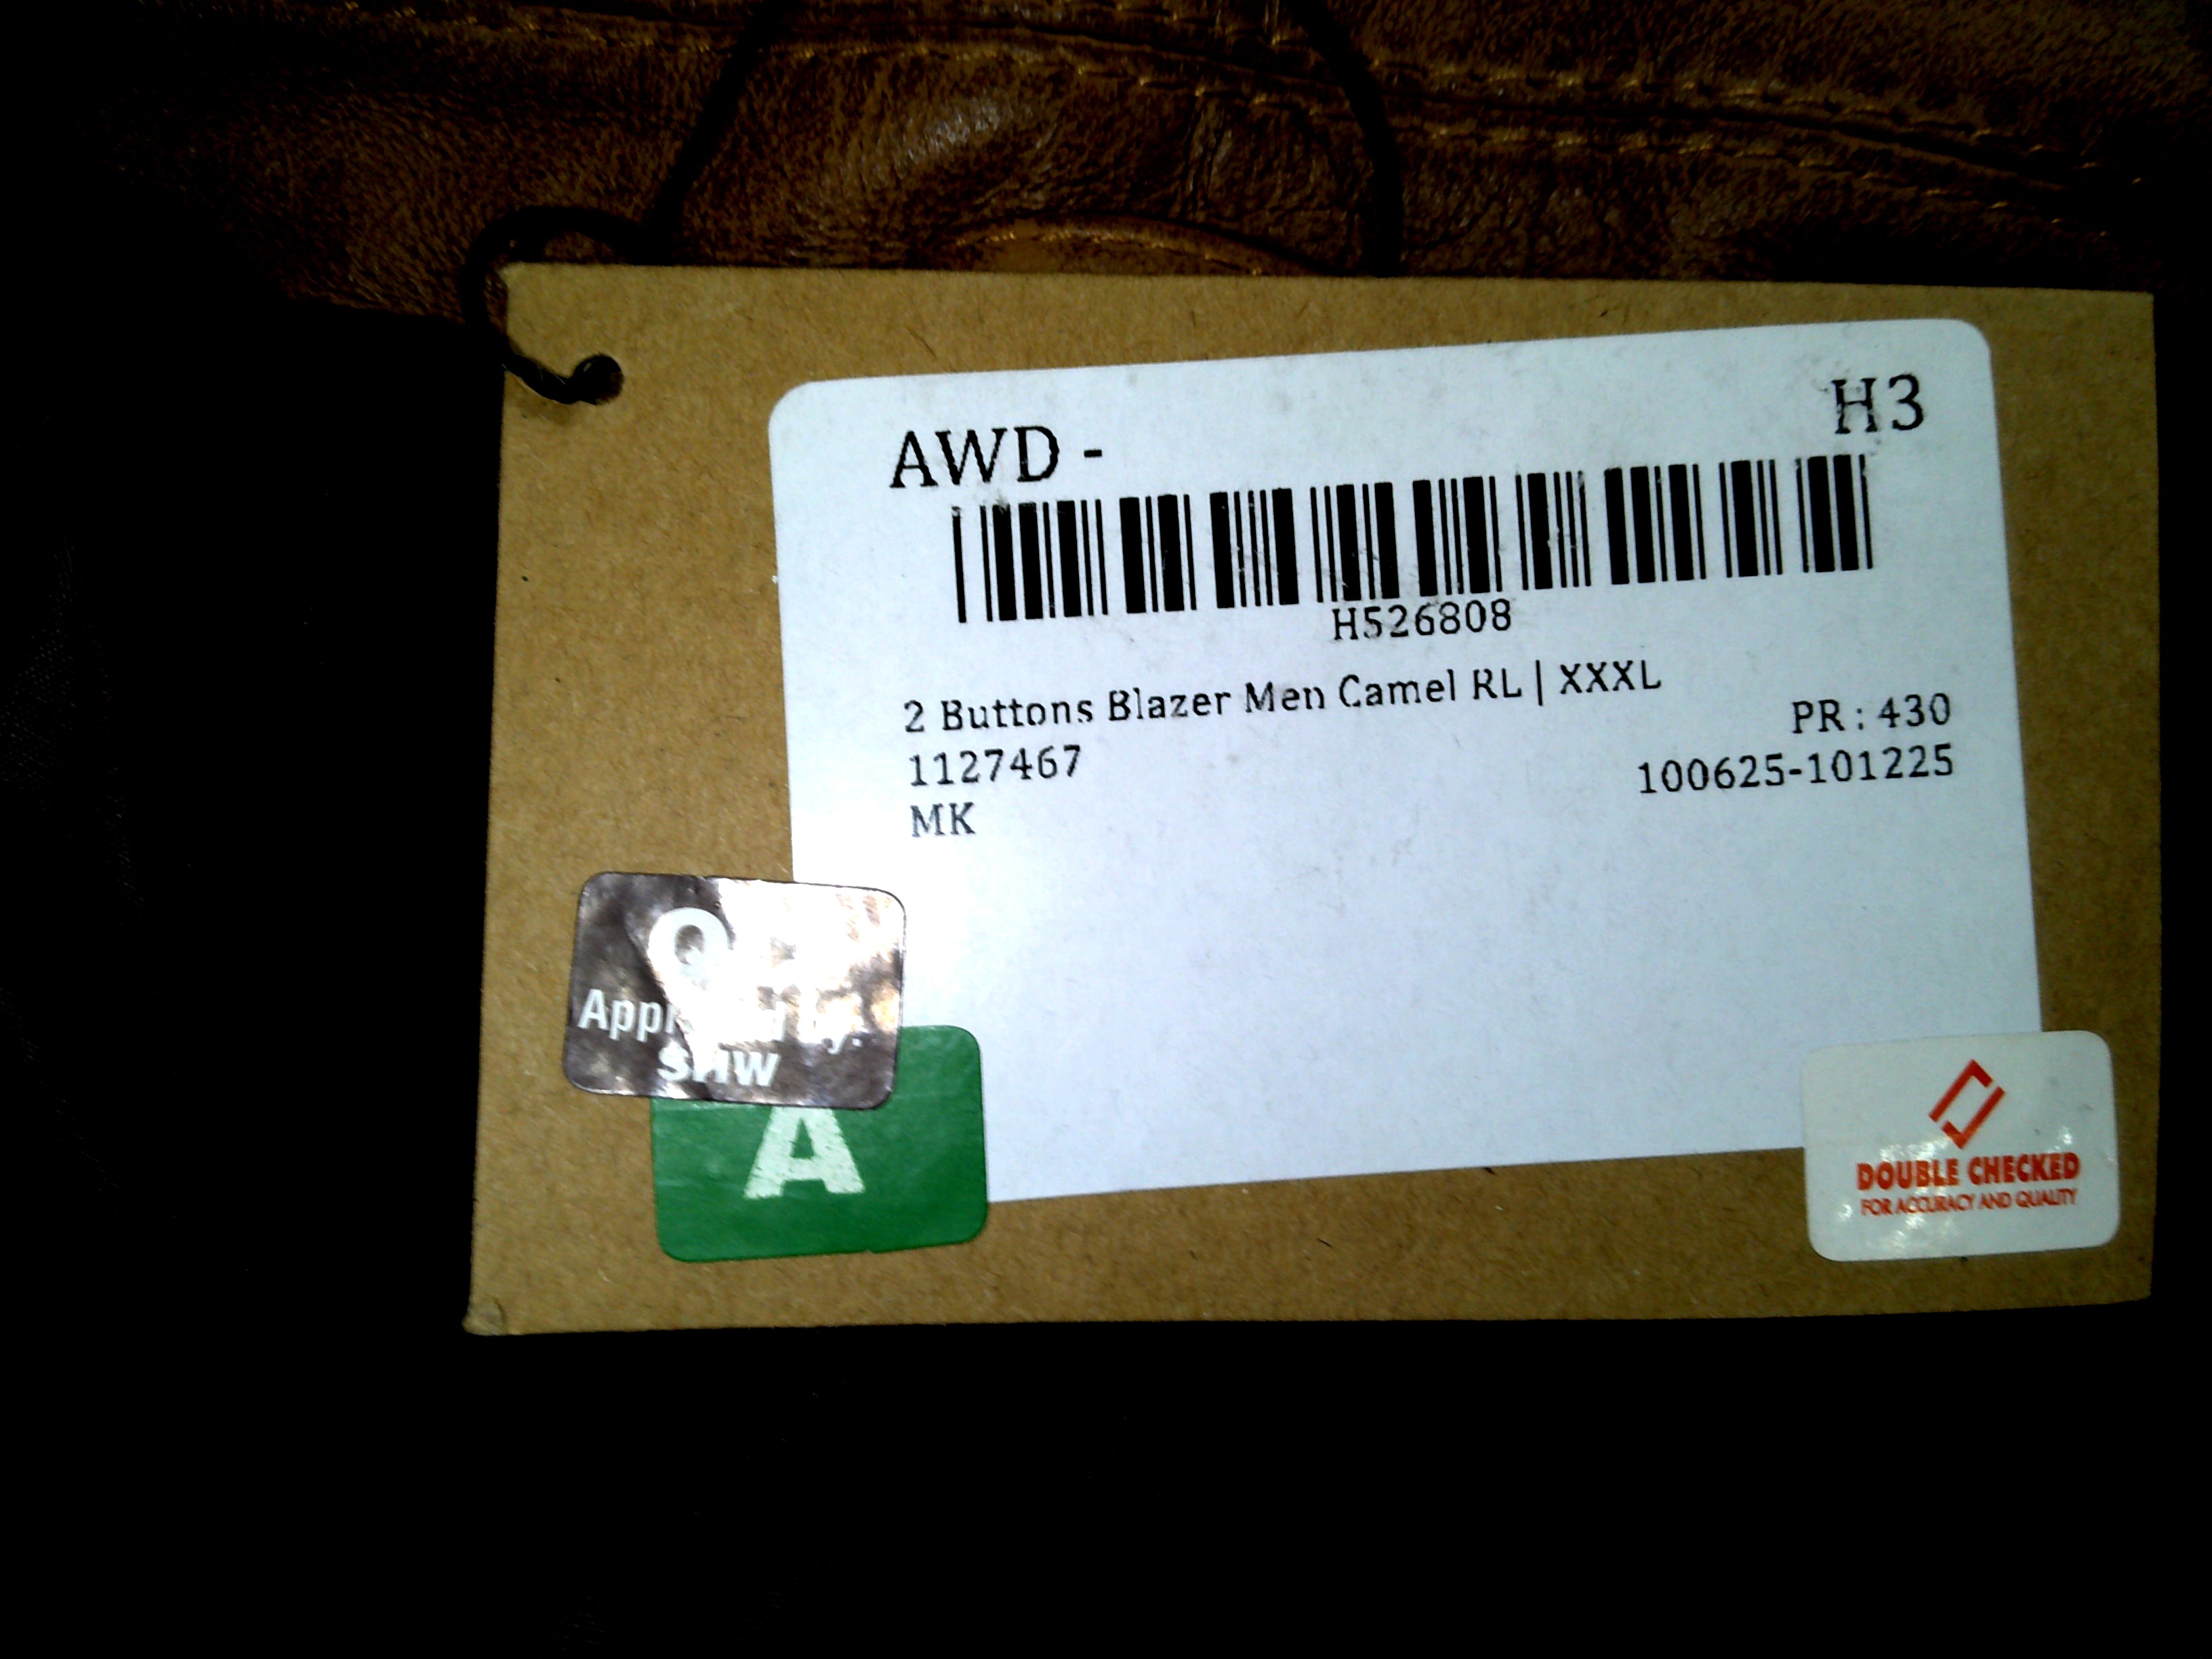 AWD - H3
H526808
2 Buttons Blazer Men Camel RL | XXXL
PR : 430
1127467 100625-101225
MK
SHW
A
DOUBLE CHECKED
FOR ACCURACY AND QUALITY